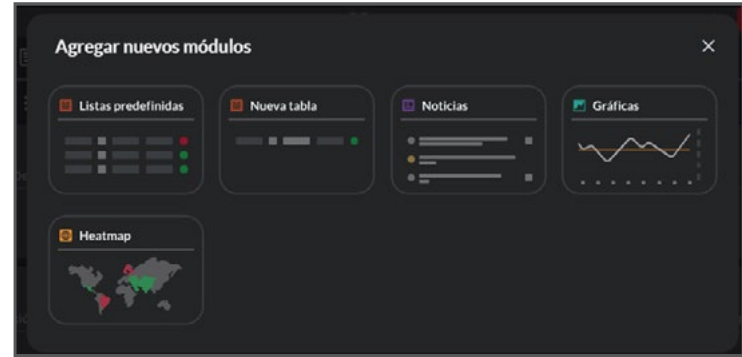 Agregar nuevos módulos
Listas predefinidas
Nueva tabla
Noticias
Gráficas
Heatmap